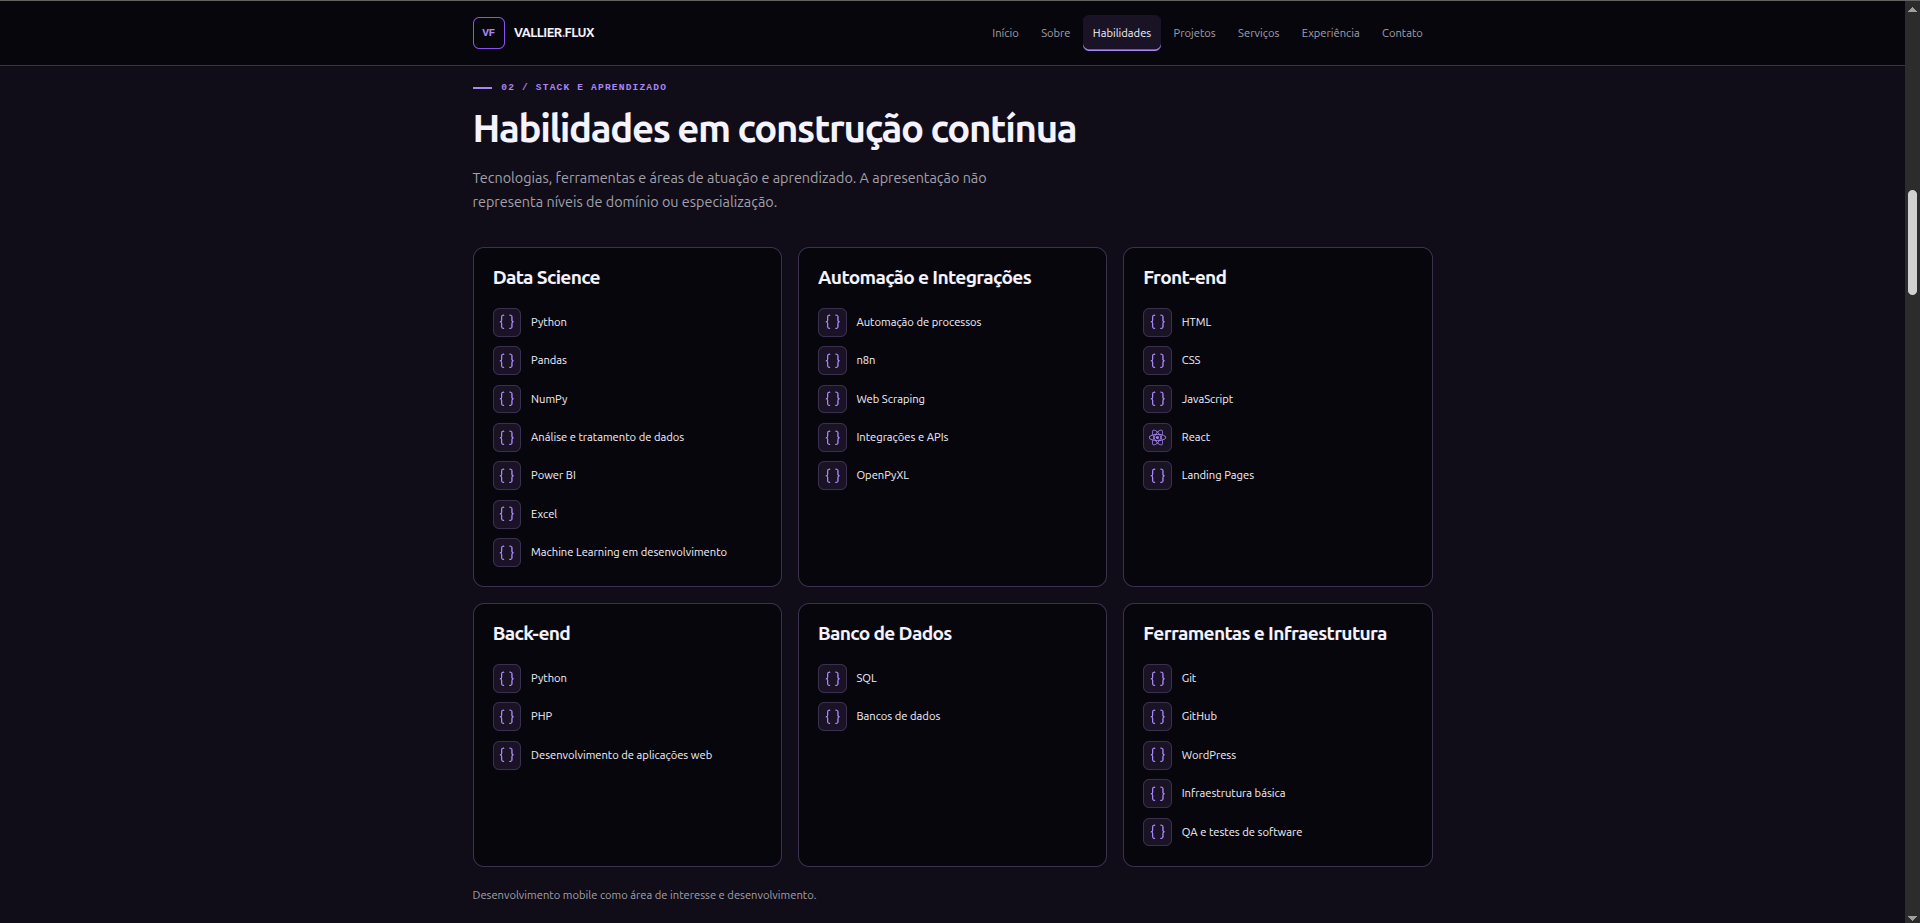 VF VALLIER.FLUX
Início Sobre Habilidades Projetos Serviços Experiência Contato
02 / STACK E APRENDIZADO
Habilidades em construção contínua
Tecnologias, ferramentas e áreas de atuação e aprendizado. A apresentação não
representa níveis de domínio ou especialização.
Data Science
{ } Python
{ } Pandas
{ } NumPy
{ } Análise e tratamento de dados
{ } Power BI
{ } Excel
{ } Machine Learning em desenvolvimento
Automação e Integrações
{ } Automação de processos
{ } n8n
{ } Web Scraping
{ } Integrações e APIs
{ } OpenPyXL
Front-end
{ } HTML
{ } CSS
{ } JavaScript
React
{ } Landing Pages
Back-end
{ } Python
{ } PHP
{ } Desenvolvimento de aplicações web
Banco de Dados
{ } SQL
{ } Bancos de dados
Ferramentas e Infraestrutura
{ } Git
{ } GitHub
{ } WordPress
{ } Infraestrutura básica
{ } QA e testes de software
Desenvolvimento mobile como área de interesse e desenvolvimento.